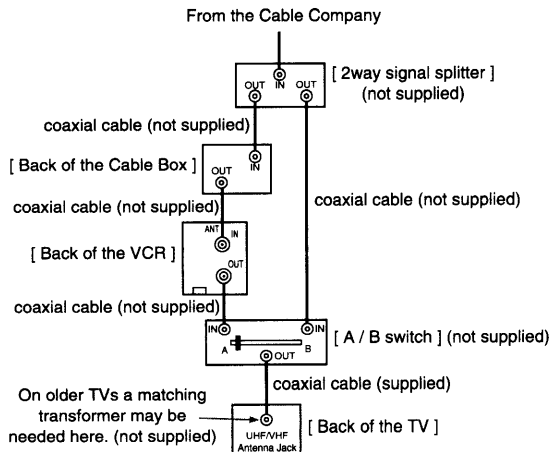 From the Cable Company
IN
OUT
OUT
[ 2way signal splitter ]
(not supplied)
coaxial cable (not supplied)
[ Back of the Cable Box ]
OUT
IN
coaxial cable (not supplied)
coaxial cable (not supplied)
[ Back of the VCR ]
ANT
IN
OUT
coaxial cable (not supplied)
IN
A
B
IN
OUT
[ A / B switch ] (not supplied)
coaxial cable (supplied)
On older TVs a matching
transformer may be
needed here. (not supplied)
UHF/VHF
Antenna Jack
[ Back of the TV ]